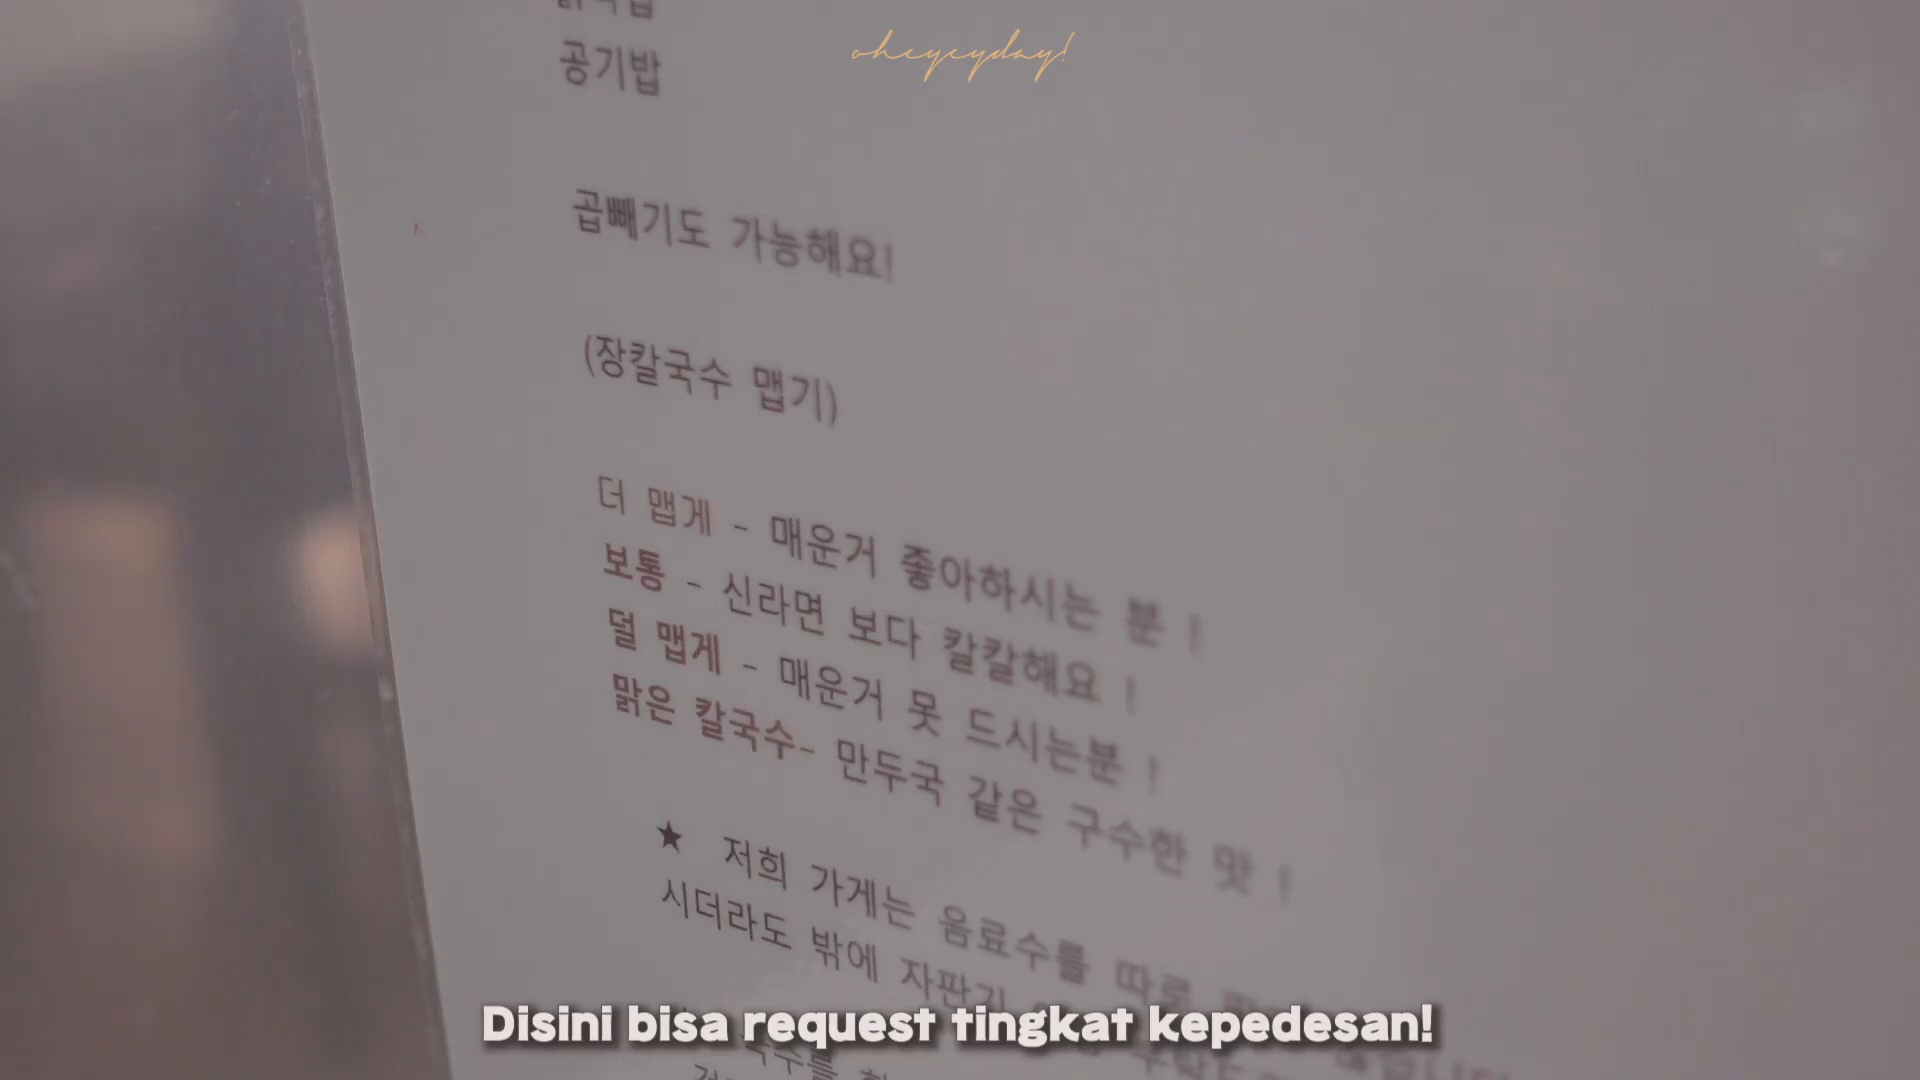 oheyeyday!
공기밥
곱빼기도 가능해요!
(장칼국수 맵기)
더 맵게 - 매운거 좋아하시는 분 !
보통 - 신라면 보다 칼칼해요 !
덜 맵게 - 매운거 못 드시는분 !
맑은 칼국수- 만두국 같은 구수한 맛 !
★ 저희 가게는 음료수를 따로
시더라도 밖에 자판기
Disini bisa request tingkat kepedesan!